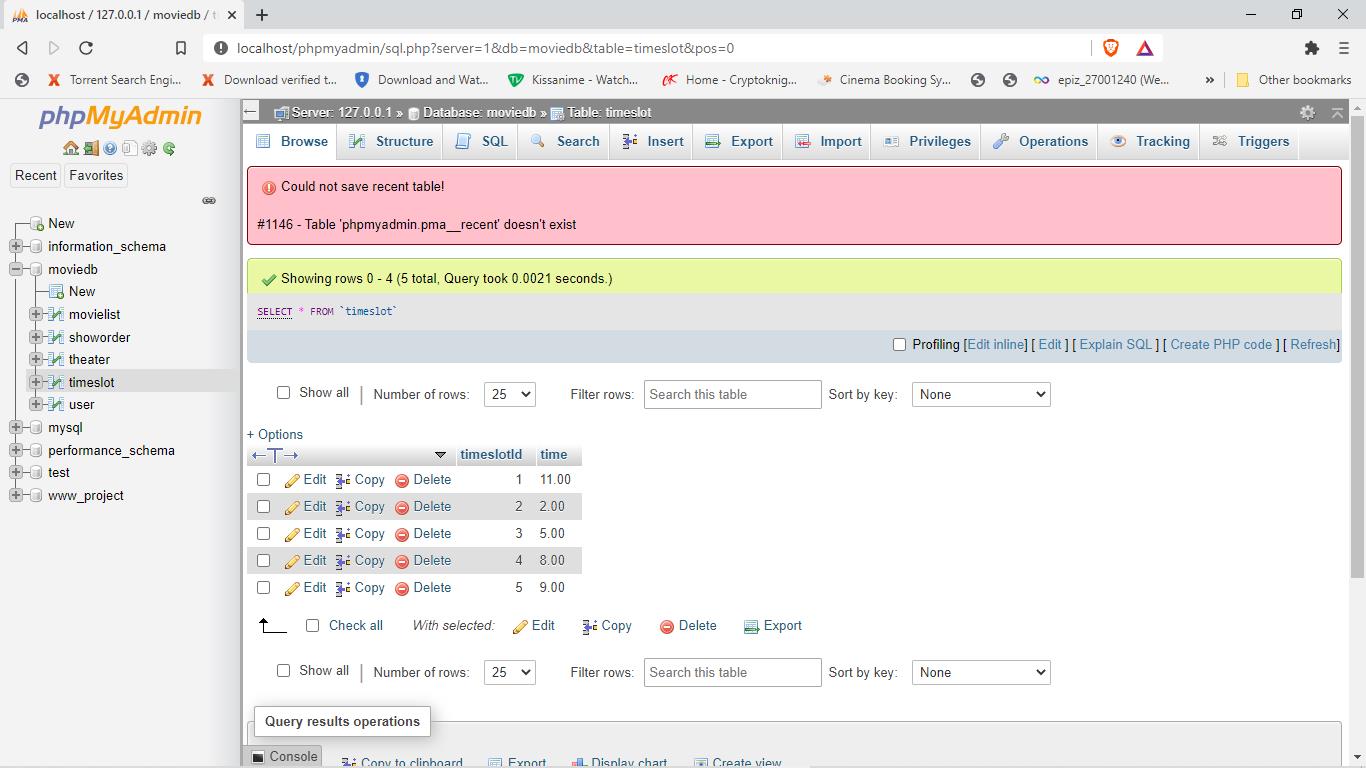 localhost / 127.0.0.1 / moviedb / t
localhost/phpmyadmin/sql.php?server=1&db=moviedb&table=timeslot&pos=0
Torrent Search Engi... Download verified t... Download and Wat... Kissanime - Watch... Home - Cryptoknig... Cinema Booking Sy... epiz_27001240 (We... » Other bookmarks
phpMyAdmin
Recent Favorites
New
information_schema
moviedb
New
movielist
showorder
theater
timeslot
user
mysql
performance_schema
test
www_project
Server: 127.0.0.1 » Database: moviedb » Table: timeslot
Browse Structure SQL Search Insert Export Import Privileges Operations Tracking Triggers
Could not save recent table!
#1146 - Table 'phpmyadmin.pma__recent' doesn't exist
Showing rows 0 - 4 (5 total, Query took 0.0021 seconds.)
SELECT * FROM `timeslot`
Profiling [Edit inline] [ Edit ] [ Explain SQL ] [ Create PHP code ] [ Refresh]
Show all | Number of rows: 25 Filter rows: Search this table Sort by key: None
+ Options
←T→ timeslotId time
Edit Copy Delete 1 11.00
Edit Copy Delete 2 2.00
Edit Copy Delete 3 5.00
Edit Copy Delete 4 8.00
Edit Copy Delete 5 9.00
Check all With selected: Edit Copy Delete Export
Show all | Number of rows: 25 Filter rows: Search this table Sort by key: None
Query results operations
Console
Copy to clipboard Export Display chart Create view